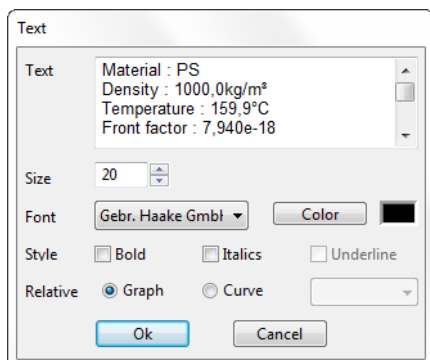 Text
Text
Material : PS
Density : 1000,0kg/m³
Temperature : 159,9°C
Front factor : 7,940e-18
Size
20
Font
Gebr. Haake Gmbł
Color
Style
Bold
Italics
Underline
Relative
Graph
Curve
Ok
Cancel